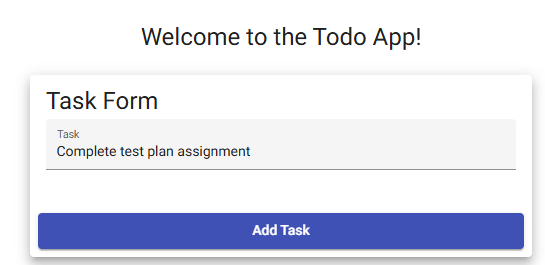 Welcome to the Todo App!
Task Form
Task
Complete test plan assignment
Add Task